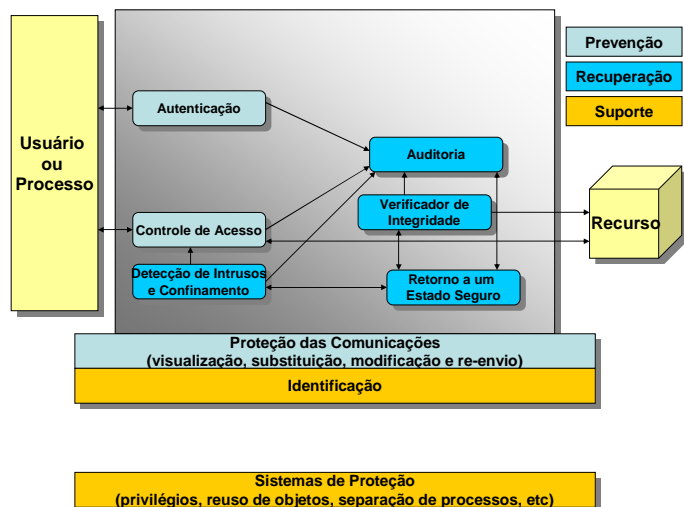 Prevenção
Recuperação
Suporte
Usuário
ou
Processo
Autenticação
Auditoria
Verificador de
Integridade
Controle de Acesso
Recurso
Detecção de Intrusos
e Confinamento
Retorno a um
Estado Seguro
Proteção das Comunicações
(visualização, substituição, modificação e re-envio)
Identificação
Sistemas de Proteção
(privilégios, reuso de objetos, separação de processos, etc)